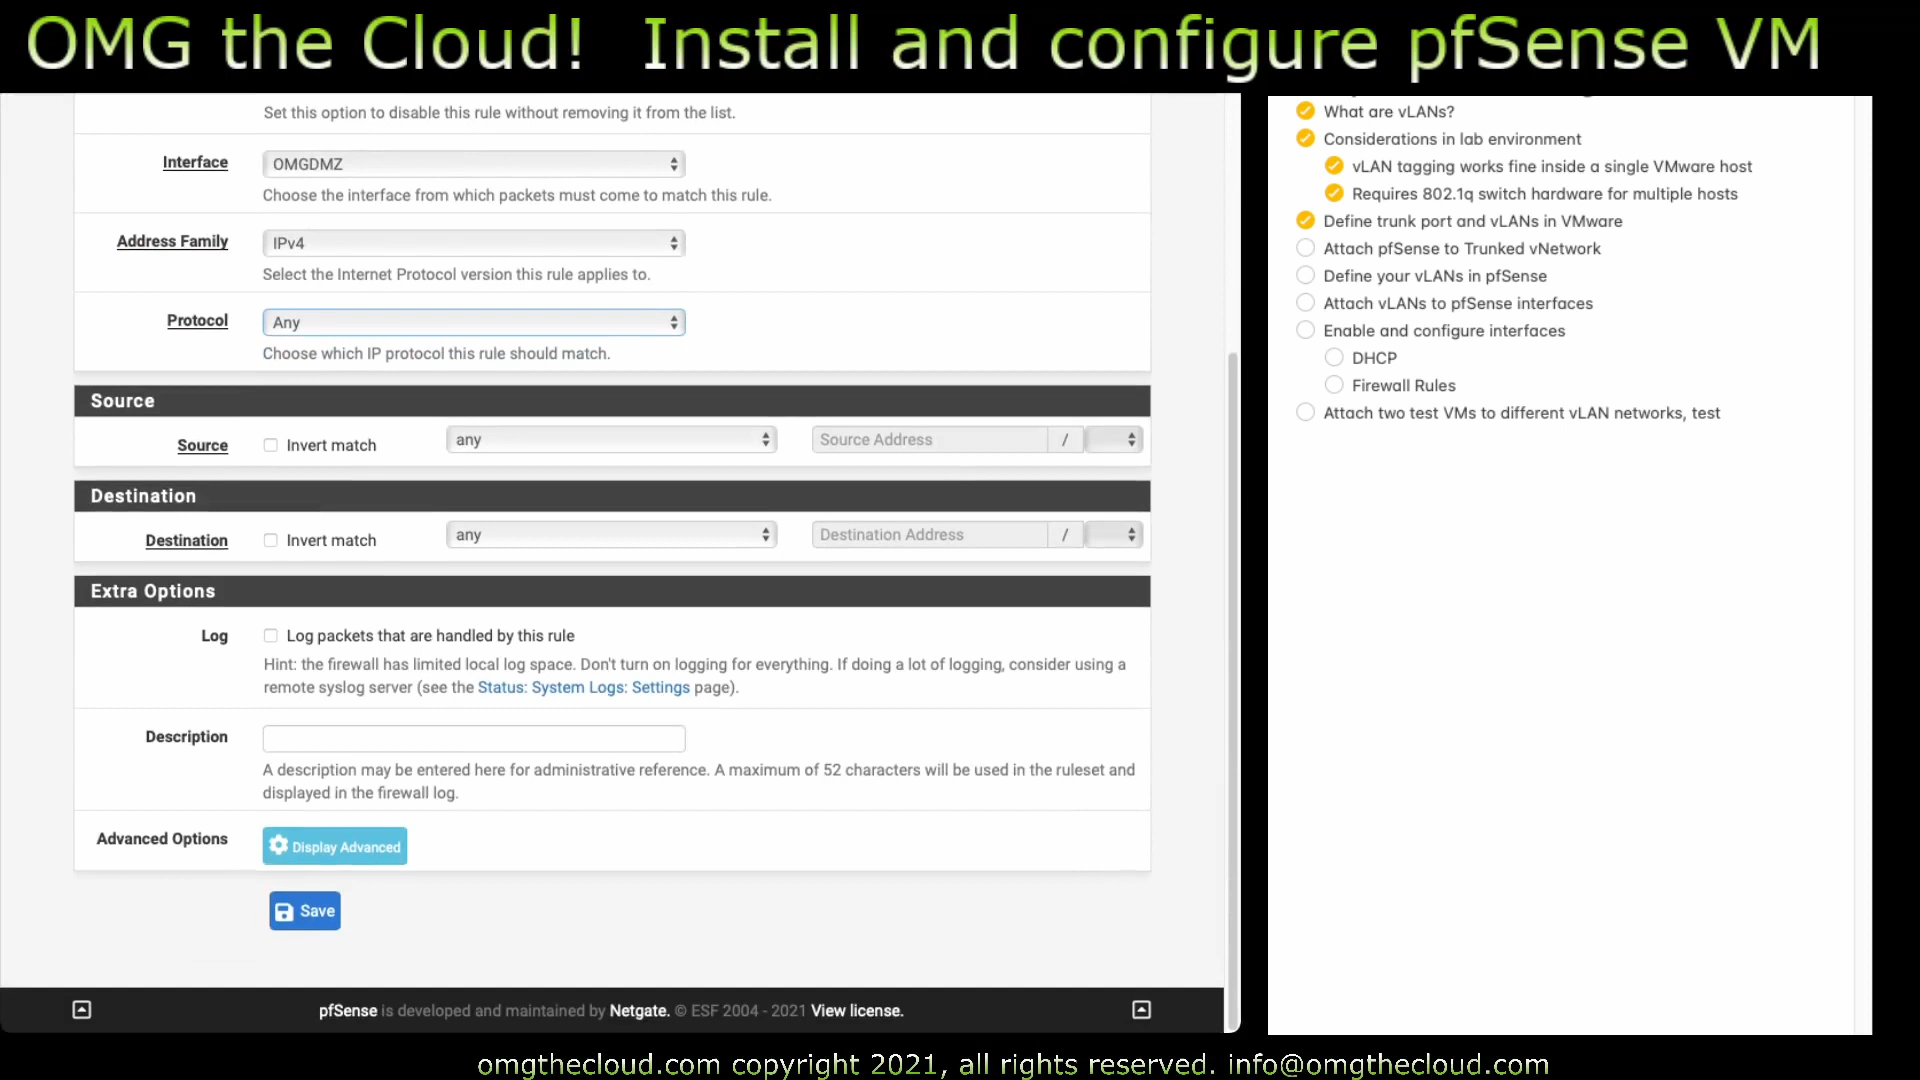 OMG the Cloud!  Install and configure pfSense VM
Set this option to disable this rule without removing it from the list.
Interface
OMGDMZ
Choose the interface from which packets must come to match this rule.
Address Family
IPv4
Select the Internet Protocol version this rule applies to.
Protocol
Any
Choose which IP protocol this rule should match.
Source
Source
Invert match
any
Source Address
/
Destination
Destination
Invert match
any
Destination Address
/
Extra Options
Log
Log packets that are handled by this rule
Hint: the firewall has limited local log space. Don't turn on logging for everything. If doing a lot of logging, consider using a
remote syslog server (see the Status: System Logs: Settings page).
Description
A description may be entered here for administrative reference. A maximum of 52 characters will be used in the ruleset and
displayed in the firewall log.
Advanced Options
Display Advanced
Save
pfSense is developed and maintained by Netgate. © ESF 2004 - 2021 View license.
What are vLANs?
Considerations in lab environment
vLAN tagging works fine inside a single VMware host
Requires 802.1q switch hardware for multiple hosts
Define trunk port and vLANs in VMware
Attach pfSense to Trunked vNetwork
Define your vLANs in pfSense
Attach vLANs to pfSense interfaces
Enable and configure interfaces
DHCP
Firewall Rules
Attach two test VMs to different vLAN networks, test
omgthecloud.com copyright 2021, all rights reserved. info@omgthecloud.com